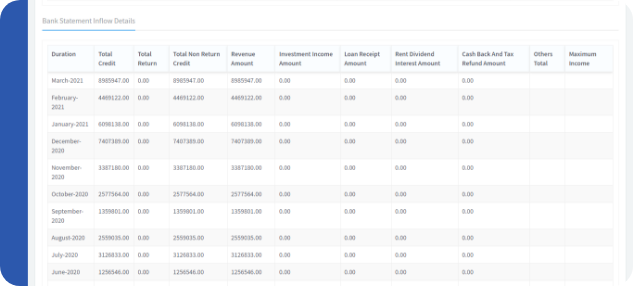 Bank Statement Inflow Details
Duration Total Credit Total Return Total Non Return Credit Revenue Amount Investment Income Amount Loan Receipt Amount Rent Dividend Interest Amount Cash Back And Tax Refund Amount Others Total Maximum Income
March-2021 8985947.00 0.00 8985947.00 8985947.00 0.00 0.00 0.00 0.00
February-2021 4469122.00 0.00 4469122.00 4469122.00 0.00 0.00 0.00 0.00
January-2021 6098138.00 0.00 6098138.00 6098138.00 0.00 0.00 0.00 0.00
December-2020 7407389.00 0.00 7407389.00 7407389.00 0.00 0.00 0.00 0.00
November-2020 3387180.00 0.00 3387180.00 3387180.00 0.00 0.00 0.00 0.00
October-2020 2577564.00 0.00 2577564.00 2577564.00 0.00 0.00 0.00 0.00
September-2020 1359801.00 0.00 1359801.00 1359801.00 0.00 0.00 0.00 0.00
August-2020 2559035.00 0.00 2559035.00 2559035.00 0.00 0.00 0.00 0.00
July-2020 3126833.00 0.00 3126833.00 3126833.00 0.00 0.00 0.00 0.00
June-2020 1256546.00 0.00 1256546.00 1256546.00 0.00 0.00 0.00 0.00